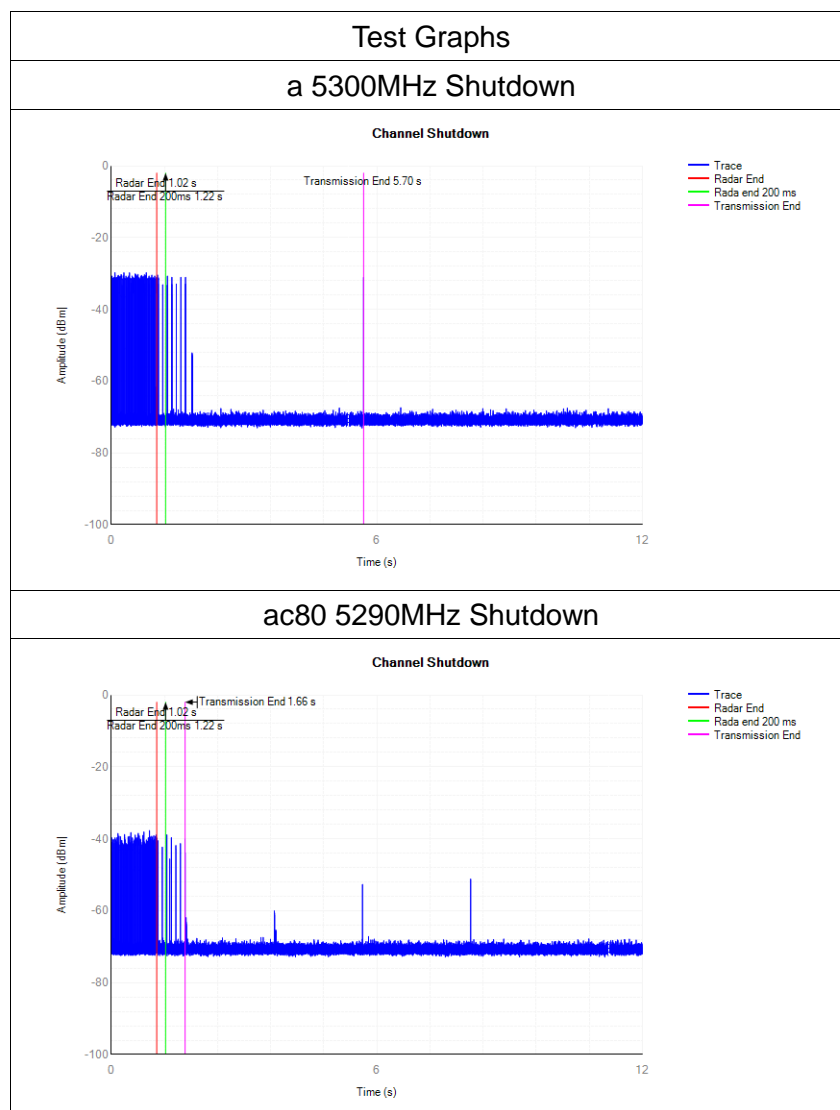 Test Graphs
a 5300MHz Shutdown
Channel Shutdown
Radar End 1.02 s
Radar End 200ms 1.22 s
Transmission End 5.70 s
Trace
Radar End
Rada end 200 ms
Transmission End
0
-20
-40
-60
-80
-100
Amplitude [dBm]
0 6 12
Time (s)
ac80 5290MHz Shutdown
Channel Shutdown
Radar End 1.02 s
Radar End 200ms 1.22 s
Transmission End 1.66 s
Trace
Radar End
Rada end 200 ms
Transmission End
0
-20
-40
-60
-80
-100
Amplitude [dBm]
0 6 12
Time (s)